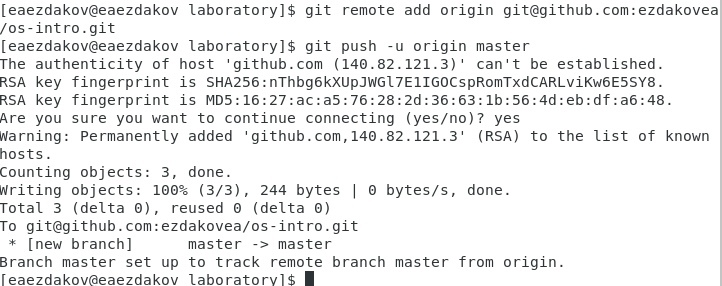 [eaezdakov@eaezdakov laboratory]$ git remote add origin git@github.com:ezdakovea
/os-intro.git
[eaezdakov@eaezdakov laboratory]$ git push -u origin master
The authenticity of host 'github.com (140.82.121.3)' can't be established.
RSA key fingerprint is SHA256:nThbg6kXUpJWGl7E1IGOCspRomTxdCARLviKw6E5SY8.
RSA key fingerprint is MD5:16:27:ac:a5:76:28:2d:36:63:1b:56:4d:eb:df:a6:48.
Are you sure you want to continue connecting (yes/no)? yes
Warning: Permanently added 'github.com,140.82.121.3' (RSA) to the list of known
hosts.
Counting objects: 3, done.
Writing objects: 100% (3/3), 244 bytes | 0 bytes/s, done.
Total 3 (delta 0), reused 0 (delta 0)
To git@github.com:ezdakovea/os-intro.git
 * [new branch]      master -> master
Branch master set up to track remote branch master from origin.
[eaezdakov@eaezdakov laboratory]$